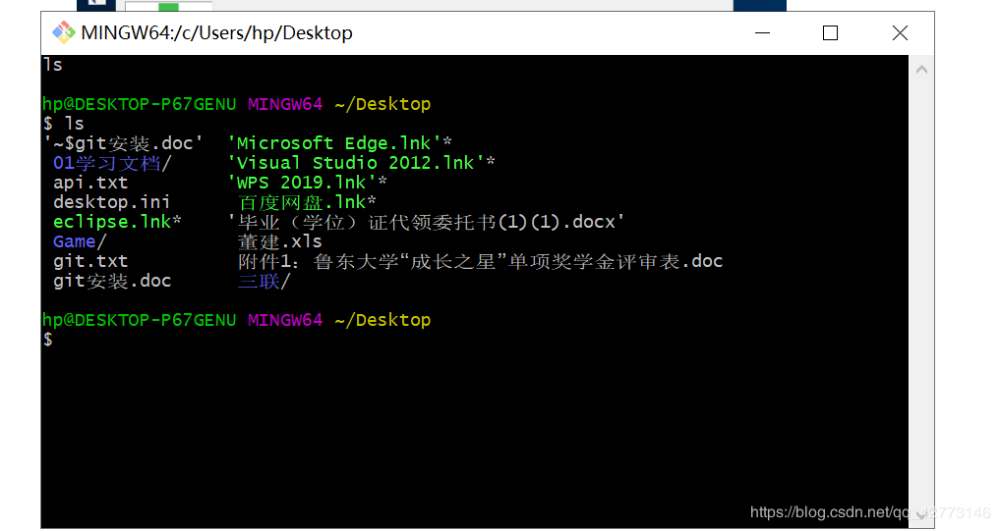 MINGW64:/c/Users/hp/Desktop
ls
hp@DESKTOP-P67GENU MINGW64 ~/Desktop
$ ls
'~$git安装.doc' 'Microsoft Edge.lnk'*
01学习文档/ 'Visual Studio 2012.lnk'*
api.txt 'WPS 2019.lnk'*
desktop.ini 百度网盘.lnk*
eclipse.lnk* '毕业（学位）证代领委托书(1)(1).docx'
Game/ 董建.xls
git.txt 附件1：鲁东大学“成长之星”单项奖学金评审表.doc
git安装.doc 三联/
hp@DESKTOP-P67GENU MINGW64 ~/Desktop
$
https://blog.csdn.net/qq_42773146